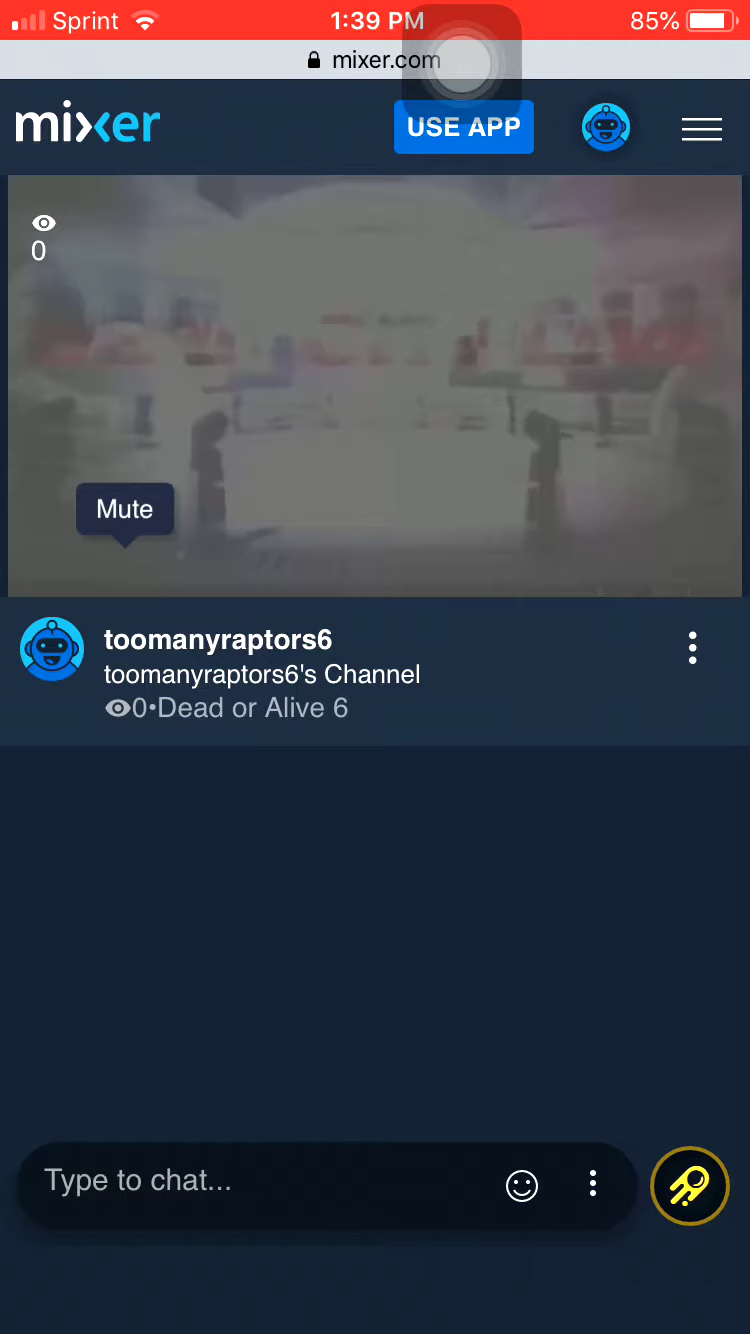 Sprint 1:39 PM 85%
mixer.com
mixer USE APP
0
Mute
toomanyraptors6
toomanyraptors6's Channel
0•Dead or Alive 6
Type to chat...